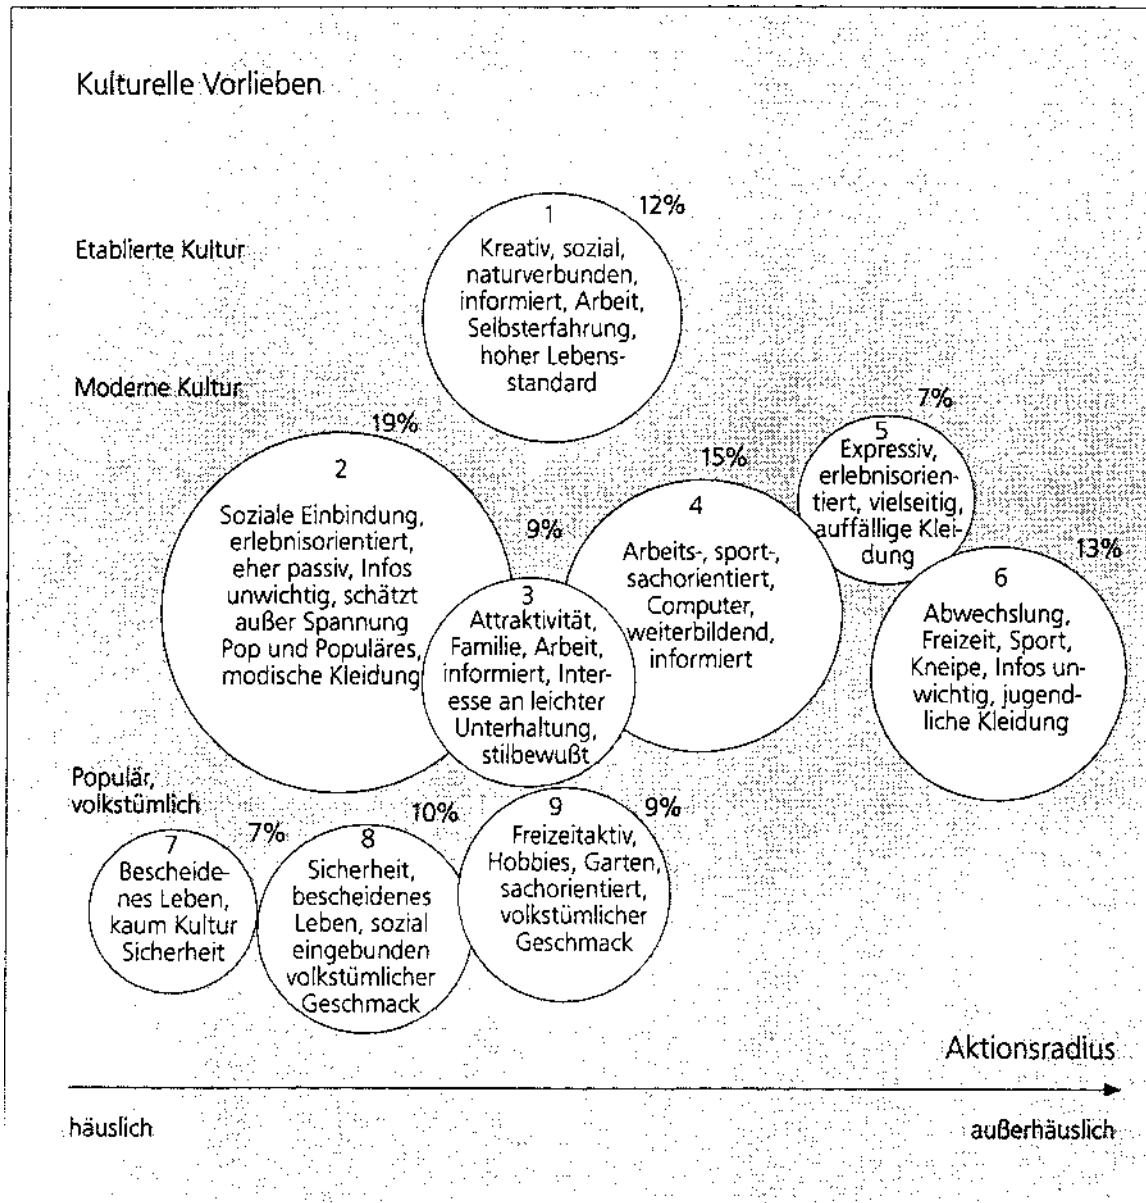 Kulturelle Vorlieben
Etablierte Kultur
Moderne Kultur
Populär,
volkstümlich
12%
1
Kreativ, sozial,
naturverbunden,
informiert, Arbeit,
Selbsterfahrung,
hoher Lebens-
standard
19%
2
Soziale Einbindung,
erlebnisorientiert,
eher passiv, Infos
unwichtig, schätzt
außer Spannung
Pop und Populäres,
modische Kleidung
9%
3
Attraktivität,
Familie, Arbeit,
informiert, Inter-
esse an leichter
Unterhaltung,
stilbewußt
15%
4
Arbeits-, sport-,
sachorientiert,
Computer,
weiterbildend,
informiert
7%
5
Expressiv,
erlebnisorien-
tiert, vielseitig,
auffällige Klei-
dung
13%
6
Abwechslung,
Freizeit, Sport,
Kneipe, Infos un-
wichtig, jugend-
liche Kleidung
7%
7
Bescheide-
nes Leben,
kaum Kultur
Sicherheit
10%
8
Sicherheit,
bescheidenes
Leben, sozial
eingebunden
volkstümlicher
Geschmack
9%
9
Freizeitaktiv,
Hobbies, Garten,
sachorientiert,
volkstümlicher
Geschmack
Aktionsradius
häuslich
außerhäuslich